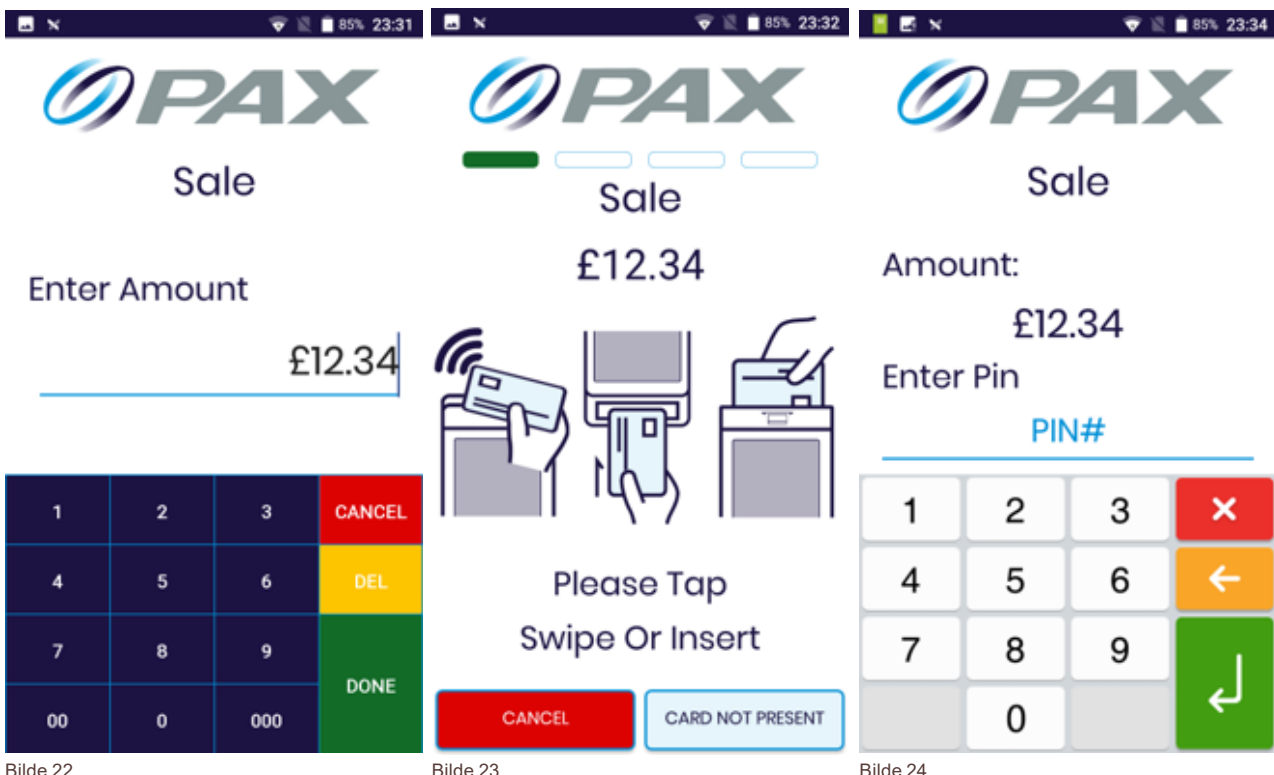 85% 23:31
PAX
Sale
Enter Amount
£12.34
1 2 3 CANCEL
4 5 6 DEL
7 8 9
DONE
00 0 000
Bilde 22
85% 23:32
PAX
Sale
£12.34
Please Tap
Swipe Or Insert
CANCEL CARD NOT PRESENT
Bilde 23
85% 23:34
PAX
Sale
Amount:
£12.34
Enter Pin
PIN#
1 2 3
4 5 6
7 8 9
0
Bilde 24